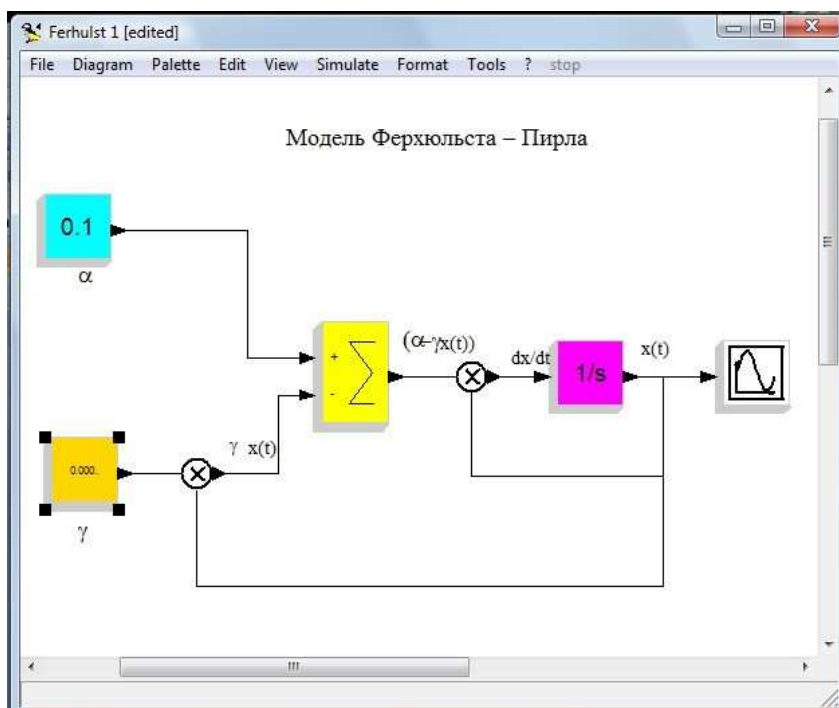 Ferhulst 1 [edited]
File Diagram Palette Edit View Simulate Format Tools ? stop
Модель Ферхюльста – Пирла
0.1
α
+
-
Σ
(α-γx(t))
dx/dt
1/s
x(t)
0.000..
γ x(t)
γ